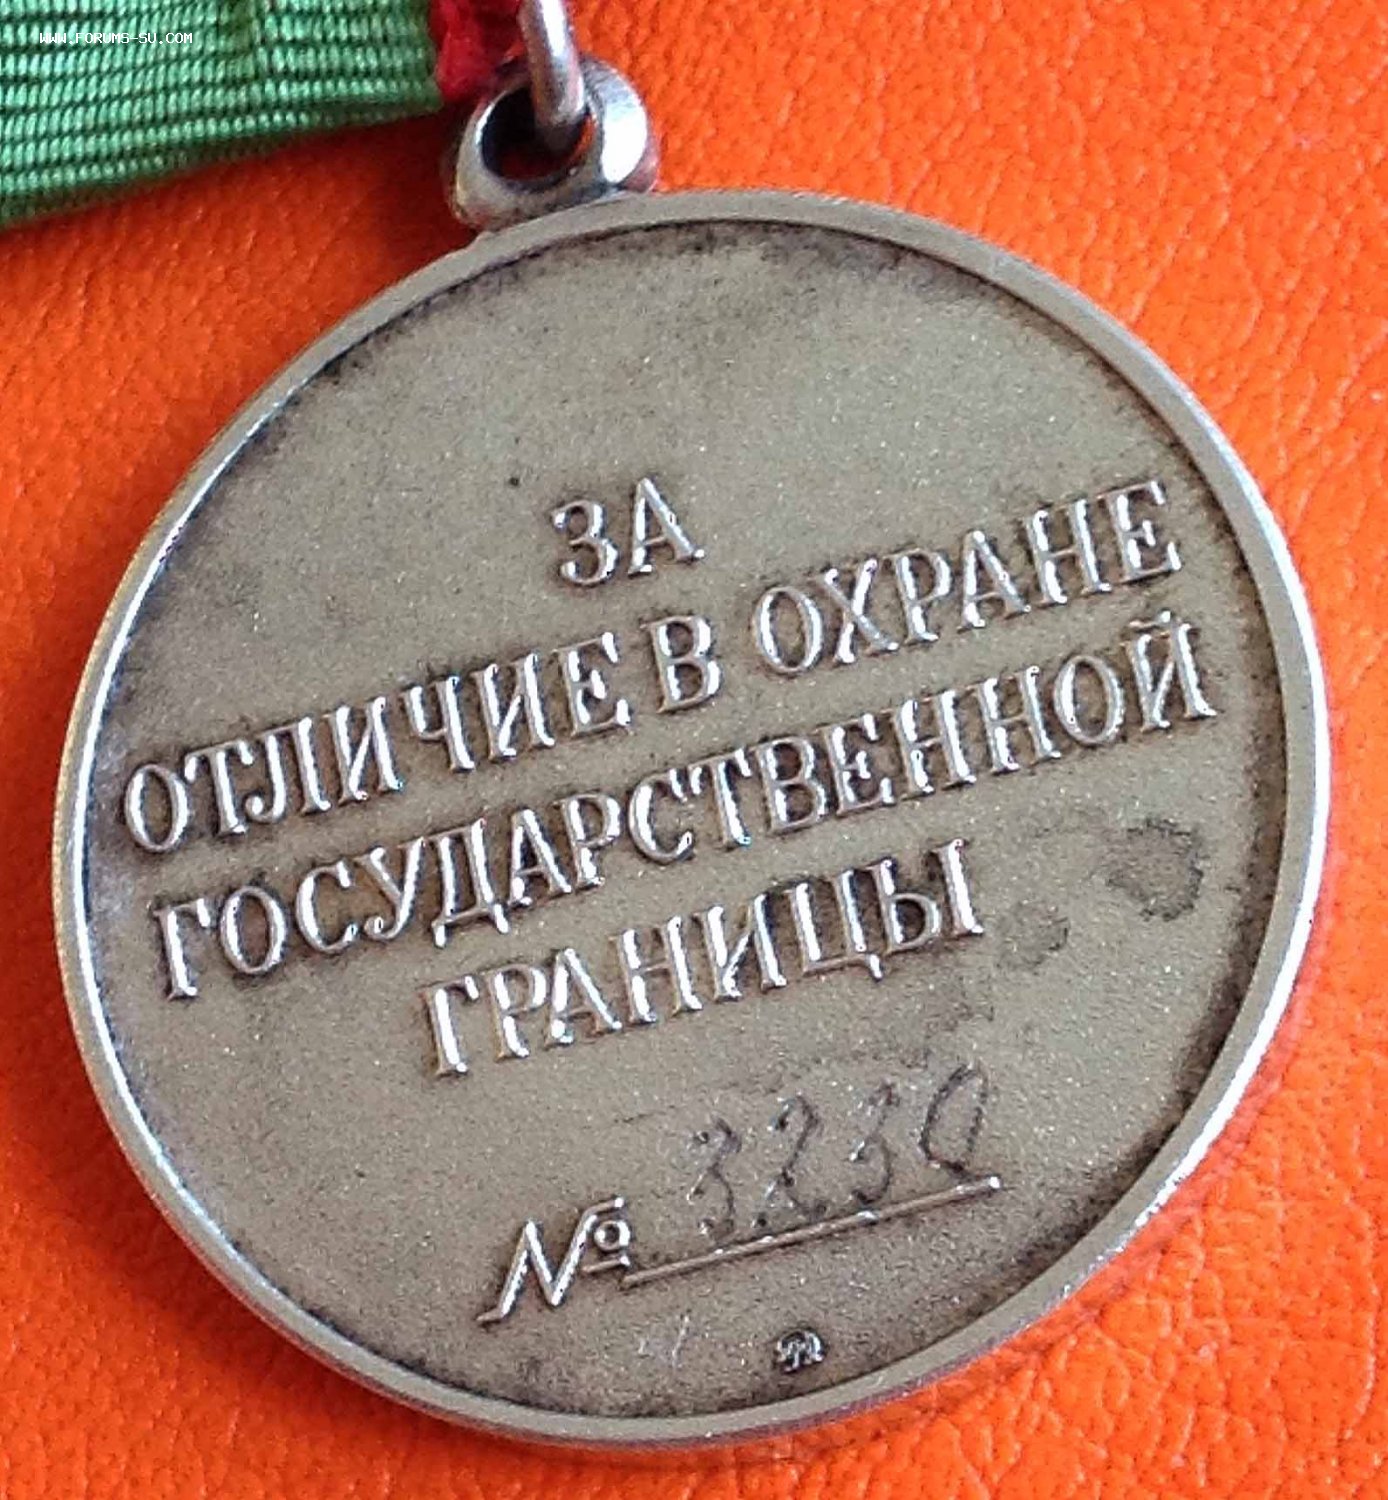 WWW.FORUMS-SU.COM
ЗА
ОТЛИЧИЕ В ОХРАНЕ
ГОСУДАРСТВЕННОЙ
ГРАНИЦЫ
№ 3230